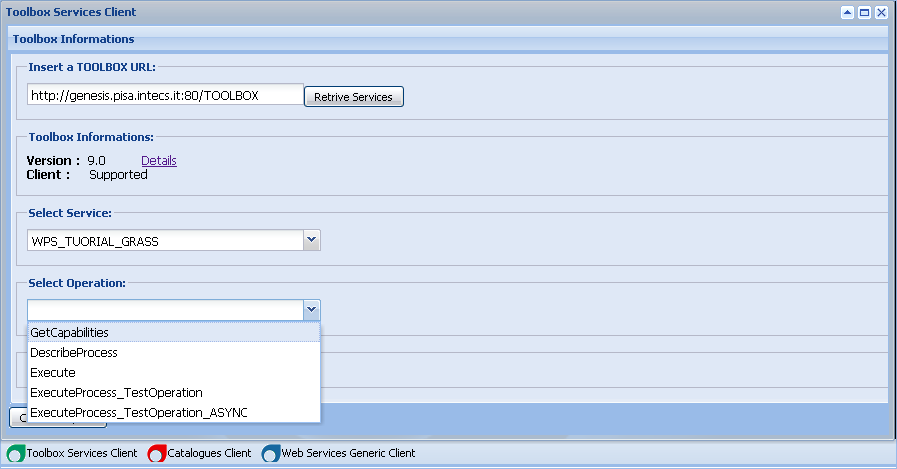 Toolbox Services Client
Toolbox Informations
Insert a TOOLBOX URL:
http://genesis.pisa.intecs.it:80/TOOLBOX
Retrive Services
Toolbox Informations:
Version : 9.0 Details
Client : Supported
Select Service:
WPS_TUORIAL_GRASS
Select Operation:
GetCapabilities
DescribeProcess
Execute
ExecuteProcess_TestOperation
ExecuteProcess_TestOperation_ASYNC
Toolbox Services Client Catalogues Client Web Services Generic Client